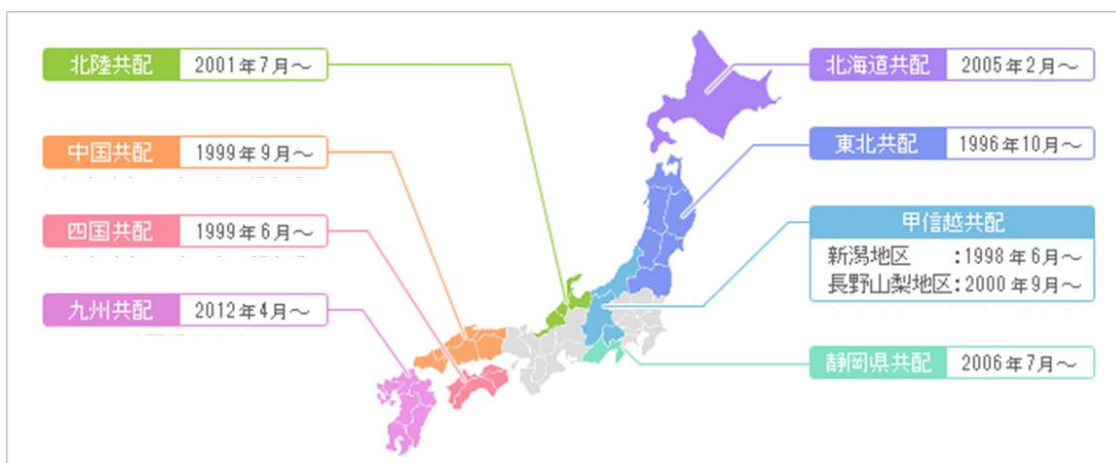 北陸共配 2001年7月～
中国共配 1999年9月～
四国共配 1999年6月～
九州共配 2012年4月～
北海道共配 2005年2月～
東北共配 1996年10月～
甲信越共配
新潟地区 :1998年6月～
長野山梨地区:2000年9月～
静岡県共配 2006年7月～